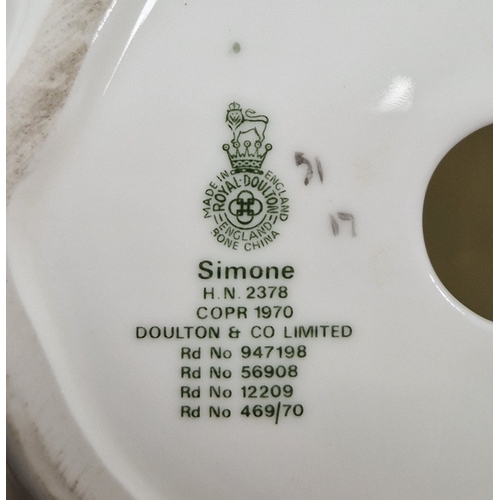 MADE IN ENGLAND
ROYAL·DOULTON
ENGLAND
BONE CHINA
Simone
H.N. 2378
COPR 1970
DOULTON & CO LIMITED
Rd No 947198
Rd No 56908
Rd No 12209
Rd No 469/70